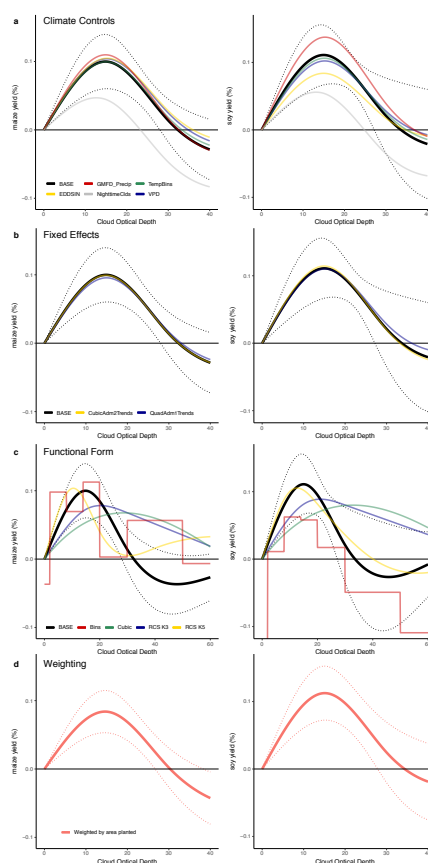 a Climate Controls
maize yield (%)
0.1
0.0
−0.1
0 10 20 30 40
Cloud Optical Depth
BASE GMFD_Precip TempBins
EDDSIN NighttimeClds VPD
soy yield (%)
0.1
0.0
−0.1
0 10 20 30 40
Cloud Optical Depth
b Fixed Effects
maize yield (%)
0.1
0.0
−0.1
0 10 20 30 40
Cloud Optical Depth
BASE CubicAdm2Trends QuadAdm1Trends
soy yield (%)
0.1
0.0
−0.1
0 10 20 30 40
Cloud Optical Depth
c Functional Form
maize yield (%)
0.1
0.0
−0.1
0 20 40 60
Cloud Optical Depth
BASE Bins Cubic RCS K3 RCS K5
soy yield (%)
0.1
0.0
−0.1
0 20 40 60
Cloud Optical Depth
d Weighting
maize yield (%)
0.1
0.0
−0.1
0 10 20 30 40
Cloud Optical Depth
Weighted by area planted
soy yield (%)
0.1
0.0
−0.1
0 10 20 30 40
Cloud Optical Depth